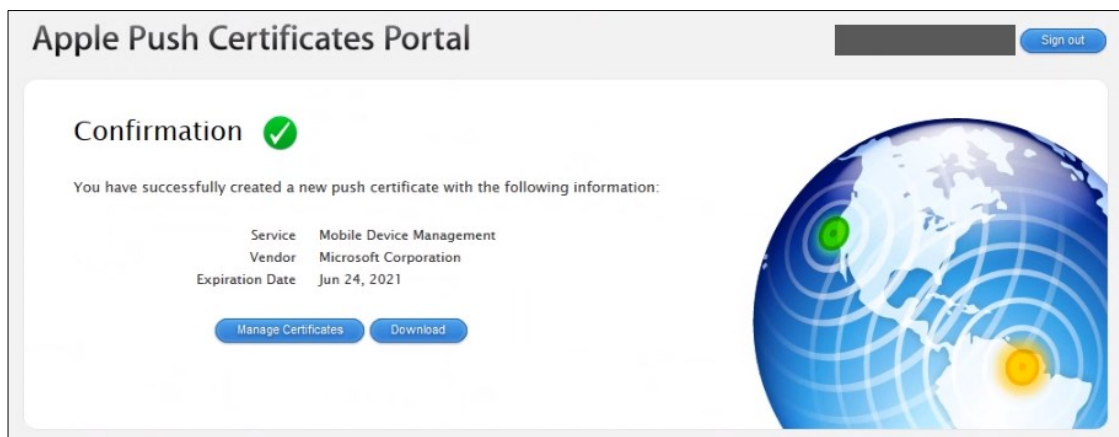 Apple Push Certificates Portal
Sign out
Confirmation
You have successfully created a new push certificate with the following information:
Service Mobile Device Management
Vendor Microsoft Corporation
Expiration Date Jun 24, 2021
Manage Certificates Download